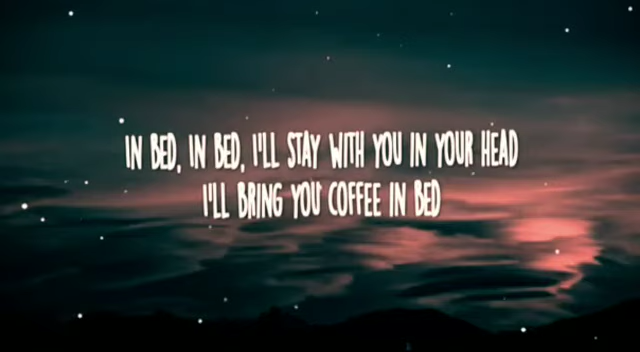 IN BED, IN BED, I'LL STAY WITH YOU IN YOUR HEAD
I'LL BRING YOU COFFEE IN BED